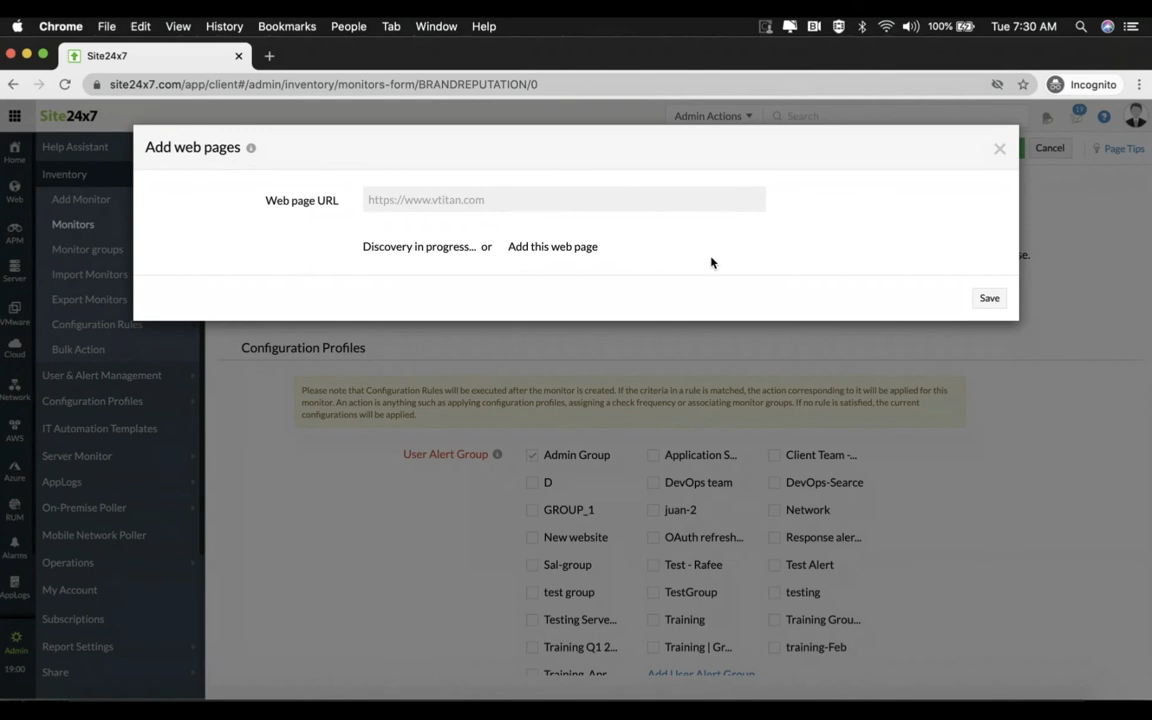 Chrome File Edit View History Bookmarks People Tab Window Help 100% Tue 7:30 AM
Site24x7
site24x7.com/app/client#/admin/inventory/monitors-form/BRANDREPUTATION/0
Incognito
Site24x7
Admin Actions
Search
19
Add web pages
Cancel
Page Tips
Web page URL
https://www.vtitan.com
Discovery in progress... or Add this web page
se.
Save
Home
Web
APM
Server
VMware
Cloud
Network
AWS
Azure
RUM
Alarms
AppLogs
Admin
19:00
Help Assistant
Inventory
Add Monitor
Monitors
Monitor groups
Import Monitors
Export Monitors
Configuration Rules
Bulk Action
User & Alert Management
Configuration Profiles
IT Automation Templates
Server Monitor
AppLogs
On-Premise Poller
Mobile Network Poller
Operations
My Account
Subscriptions
Report Settings
Share
Configuration Profiles
Please note that Configuration Rules will be executed after the monitor is created. If the criteria in a rule is matched, the action corresponding to it will be applied for this
monitor. An action is anything such as applying configuration profiles, assigning a check frequency or associating monitor groups. If no rule is satisfied, the current
configurations will be applied.
User Alert Group
Admin Group Application S... Client Team -...
D DevOps team DevOps-Searce
GROUP_1 juan-2 Network
New website OAuth refresh... Response aler...
Sal-group Test - Rafee Test Alert
test group TestGroup testing
Testing Serve... Training Training Grou...
Training Q1 2... Training | Gr... training-Feb
Training Apr Add User Alert Group